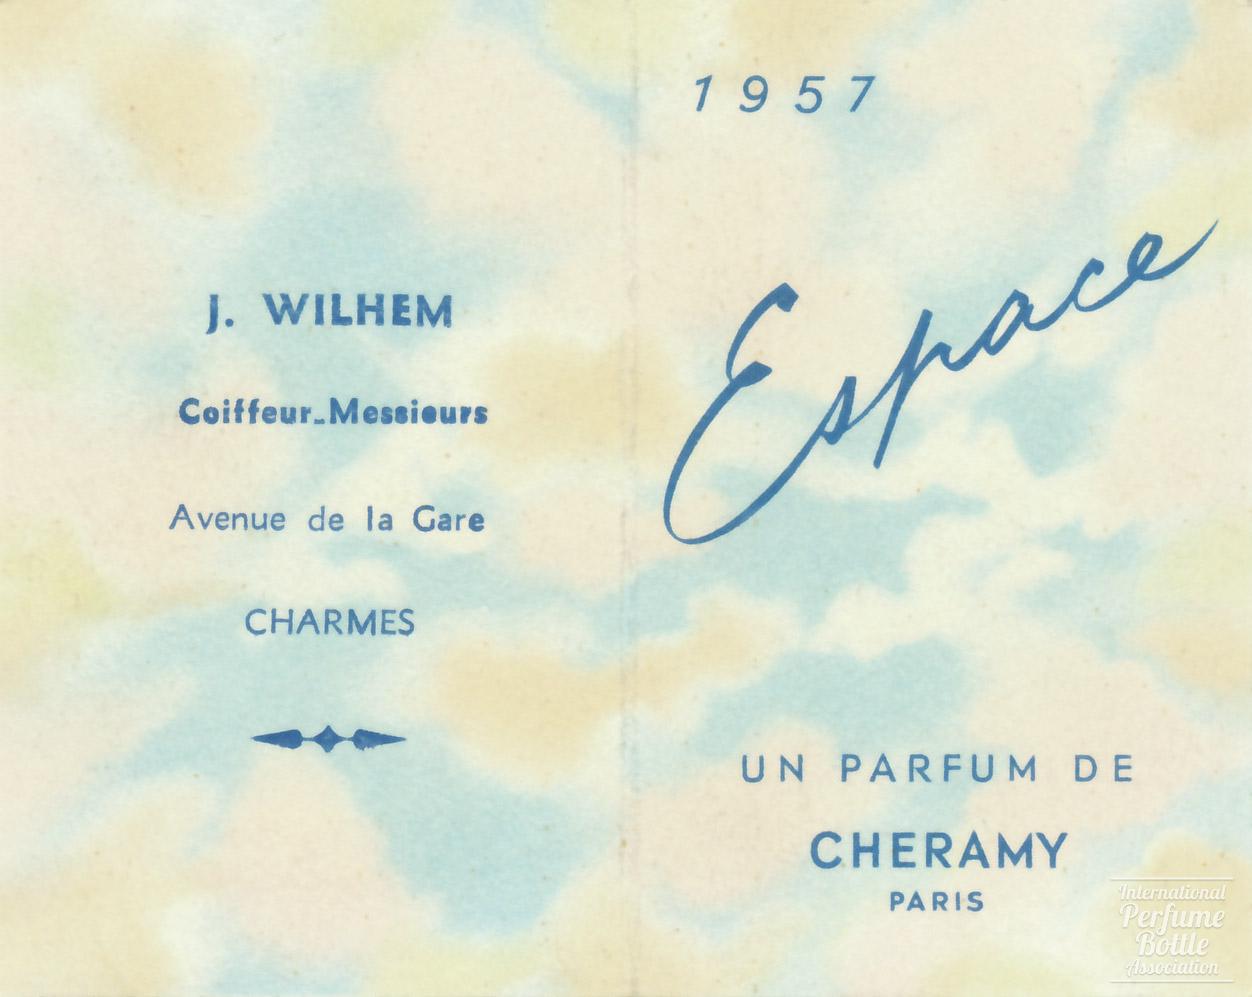 J. WILHEM
Coiffeur-Messieurs
Avenue de la Gare
CHARMES
1957
Espace
UN PARFUM DE
CHERAMY
PARIS
International
Perfume
Bottle
Association